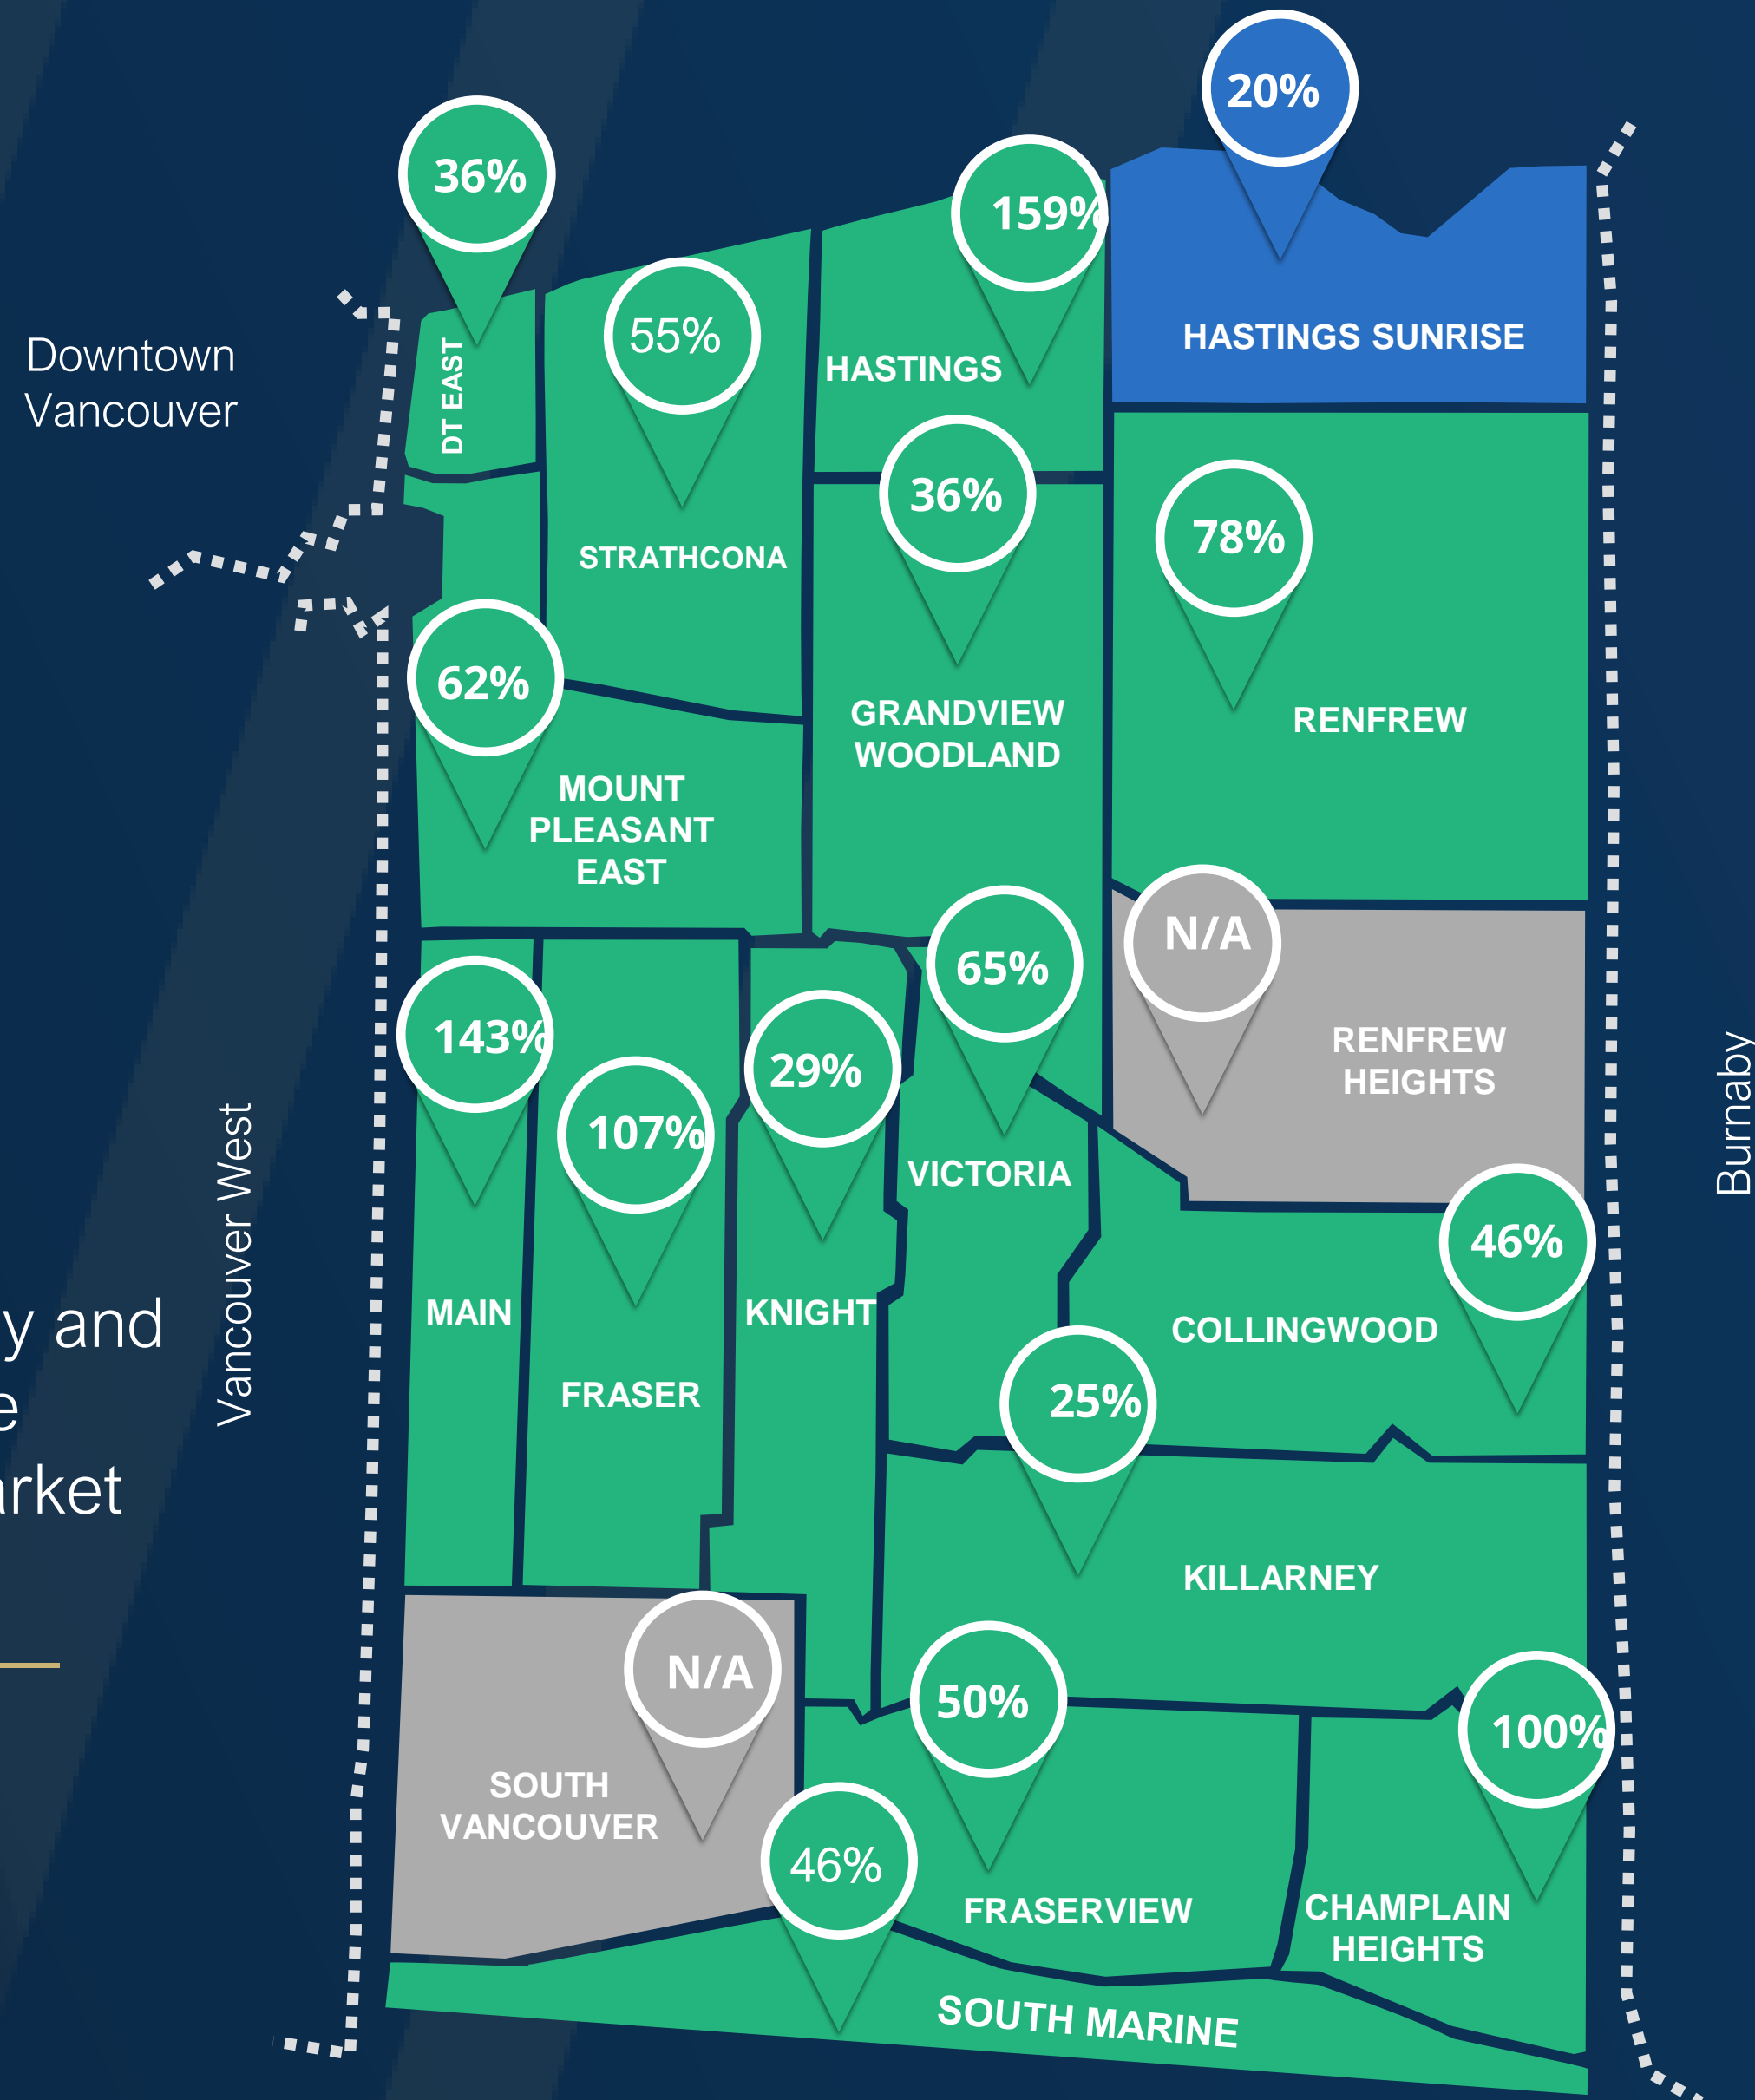 20%
36%
159%
55%
HASTINGS SUNRISE
Downtown
Vancouver
DT EAST
HASTINGS
36%
78%
STRATHCONA
62%
GRANDVIEW
WOODLAND
RENFREW
MOUNT
PLEASANT
EAST
N/A
65%
143%
29%
107%
RENFREW
HEIGHTS
Burnaby
Vancouver West
VICTORIA
46%
y and
MAIN
KNIGHT
COLLINGWOOD
FRASER
25%
e
arket
KILLARNEY
N/A
50%
100%
SOUTH
VANCOUVER
46%
FRASERVIEW
CHAMPLAIN
HEIGHTS
SOUTH MARINE